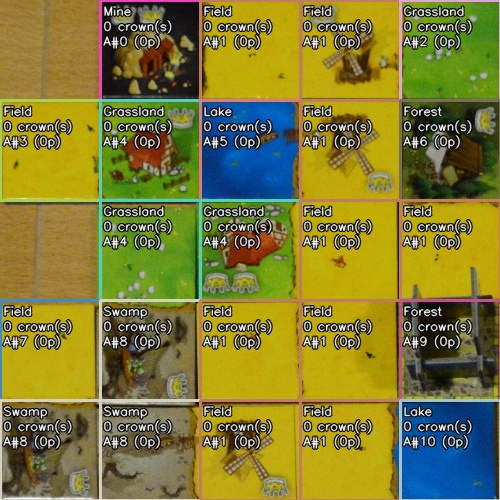 Mine
0 crown(s)
A#0 (0p)
Field
0 crown(s)
A#1 (0p)
Field
0 crown(s)
A#1 (0p)
Grassland
0 crown(s)
A#2 (0p)
Field
0 crown(s)
A#3 (0p)
Grassland
0 crown(s)
A#4 (0p)
Lake
0 crown(s)
A#5 (0p)
Field
0 crown(s)
A#1 (0p)
Forest
0 crown(s)
A#6 (0p)
Grassland
0 crown(s)
A#4 (0p)
Grassland
0 crown(s)
A#4 (0p)
Field
0 crown(s)
A#1 (0p)
Field
0 crown(s)
A#1 (0p)
Field
0 crown(s)
A#7 (0p)
Swamp
0 crown(s)
A#8 (0p)
Field
0 crown(s)
A#1 (0p)
Field
0 crown(s)
A#1 (0p)
Forest
0 crown(s)
A#9 (0p)
Swamp
0 crown(s)
A#8 (0p)
Swamp
0 crown(s)
A#8 (0p)
Field
0 crown(s)
A#1 (0p)
Field
0 crown(s)
A#1 (0p)
Lake
0 crown(s)
A#10 (0p)